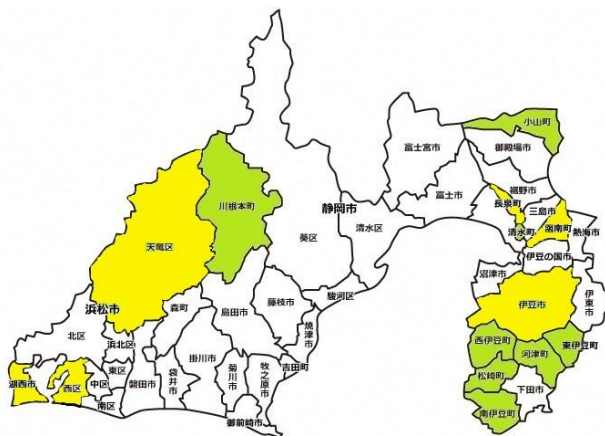 小山町
御殿場市
富士宮市
裾野市
富士市
長泉町
三島市
函南町
熱海市
清水町
伊豆の国市
沼津市
伊東市
伊豆市
西伊豆町
東伊豆町
河津町
松崎町
下田市
南伊豆町
川根本町
静岡市
葵区
清水区
駿河区
天竜区
浜松市
北区
浜北区
森町
島田市
藤枝市
焼津市
吉田町
掛川市
菊川市
牧之原市
御前崎市
袋井市
磐田市
東区
中区
南区
西区
湖西市